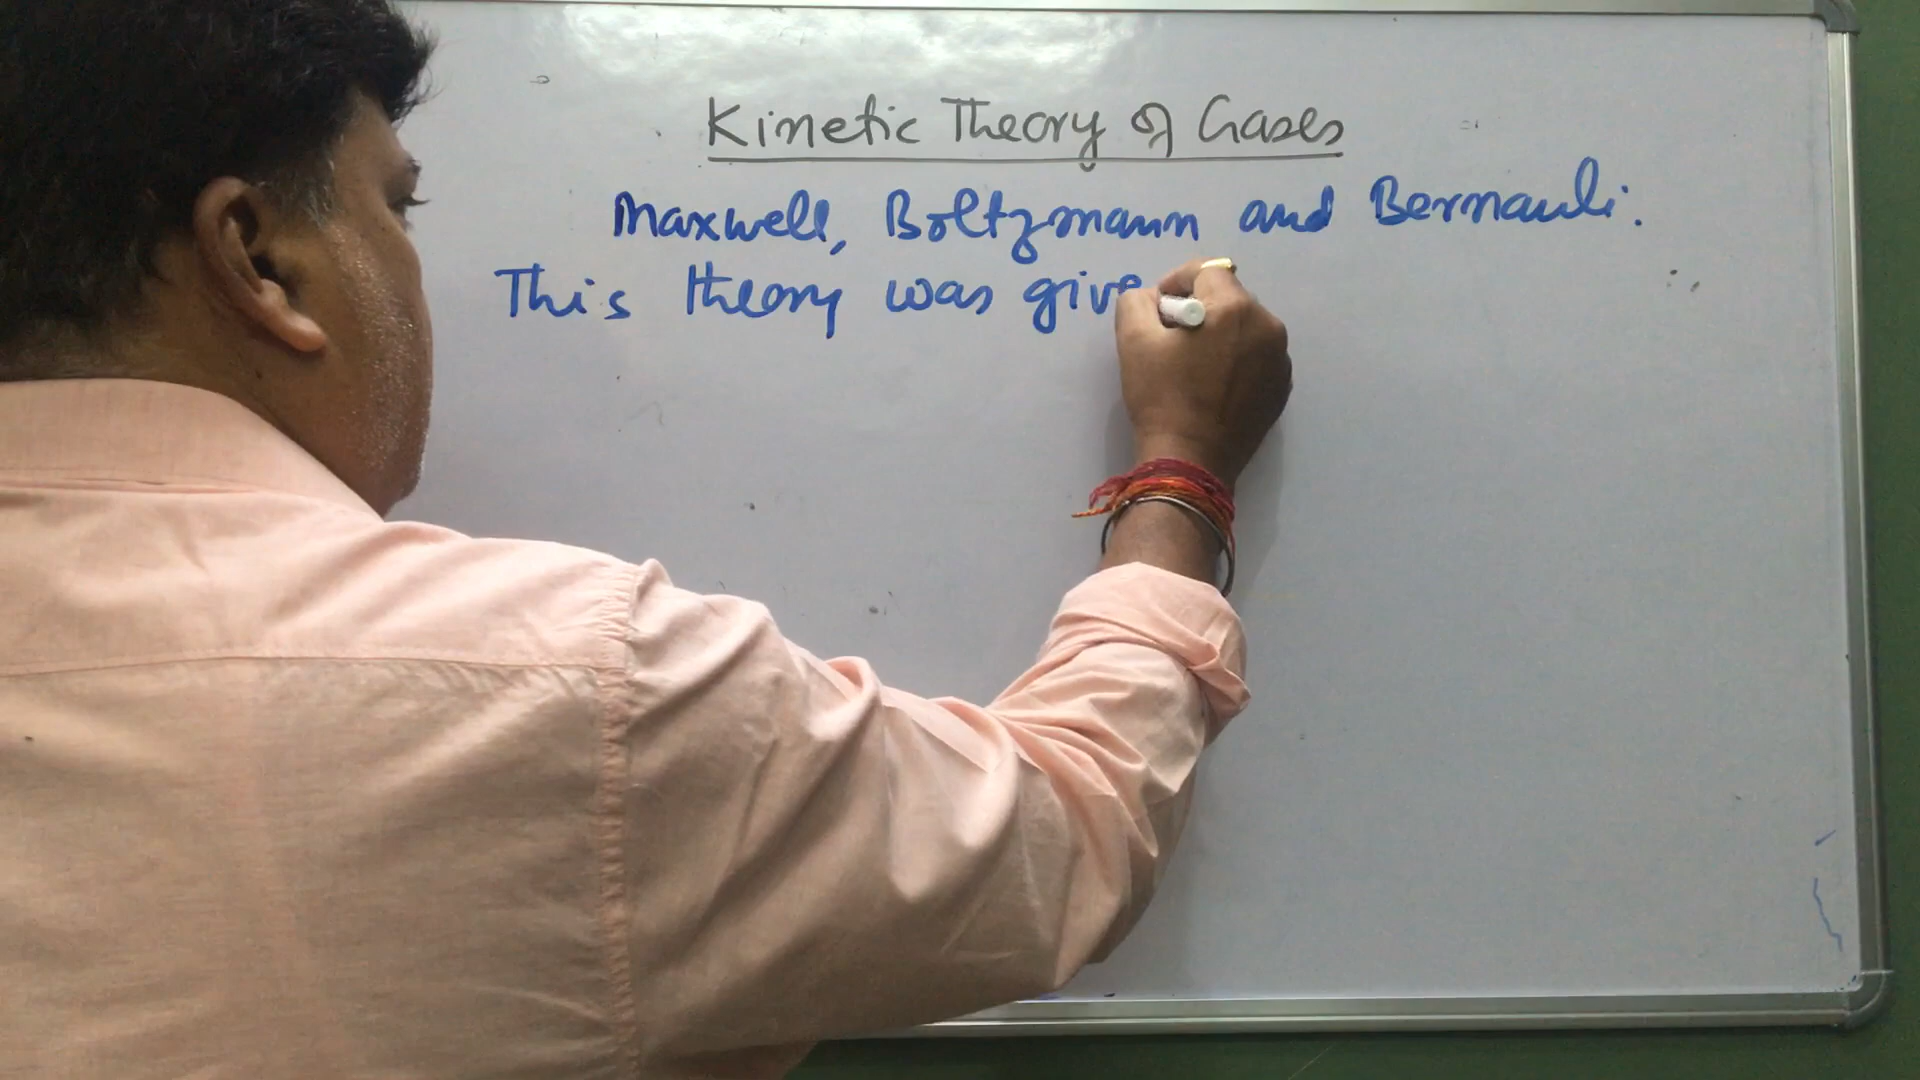 Kinetic Theory of Gases
Maxwell, Boltzmann and Bernauli.
This theory was give